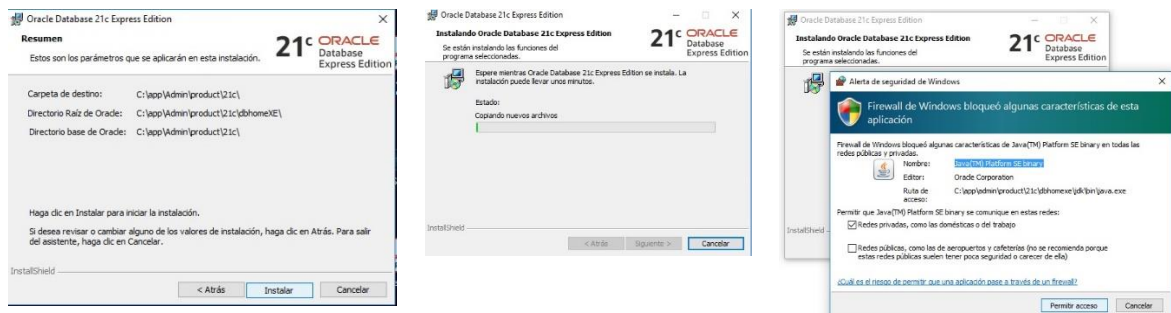 Oracle Database 21c Express Edition
Resumen
Estos son los parámetros que se aplicarán en esta instalación.
21c ORACLE
Database
Express Edition
Carpeta de destino: C:\app\Admin\product\21c\
Directorio Raíz de Oracle: C:\app\Admin\product\21c\dbhomeXE\
Directorio base de Oracle: C:\app\Admin\product\21c\
Haga clic en Instalar para iniciar la instalación.
Si desea revisar o cambiar alguno de los valores de instalación, haga clic en Atrás. Para salir
del asistente, haga clic en Cancelar.
InstallShield
< Atrás Instalar Cancelar
Oracle Database 21c Express Edition
Instalando Oracle Database 21c Express Edition
Se están instalando las funciones del
programa seleccionadas.
21c ORACLE
Database
Express Edition
Espere mientras Oracle Database 21c Express Edition se instala. La
instalación puede llevar unos minutos.
Estado:
Copiando nuevos archivos
InstallShield
< Atrás Siguiente > Cancelar
Oracle Database 21c Express Edition
Instalando Oracle Database 21c Express Edition
Se están instalando las funciones del
programa seleccionadas.
21c ORACLE
Database
Express Edition
InstallShield
Alerta de seguridad de Windows
Firewall de Windows bloqueó algunas características de esta
aplicación
Firewall de Windows bloqueó algunas características de Java(TM) Platform SE binary en todas las
redes públicas y privadas.
Nombre: Java(TM) Platform SE binary
Editor: Oracle Corporation
Ruta de
acceso: C:\app\admin\product\21c\dbhomexe\jdk\bin\java.exe
Permitir que Java(TM) Platform SE binary se comunique en estas redes:
Redes privadas, como las domésticas o del trabajo
Redes públicas, como las de aeropuertos y cafeterías (no se recomienda porque
estas redes públicas suelen tener poca seguridad o carecer de ella)
¿Cuál es el riesgo de permitir que una aplicación pase a través de un firewall?
Permitir acceso Cancelar